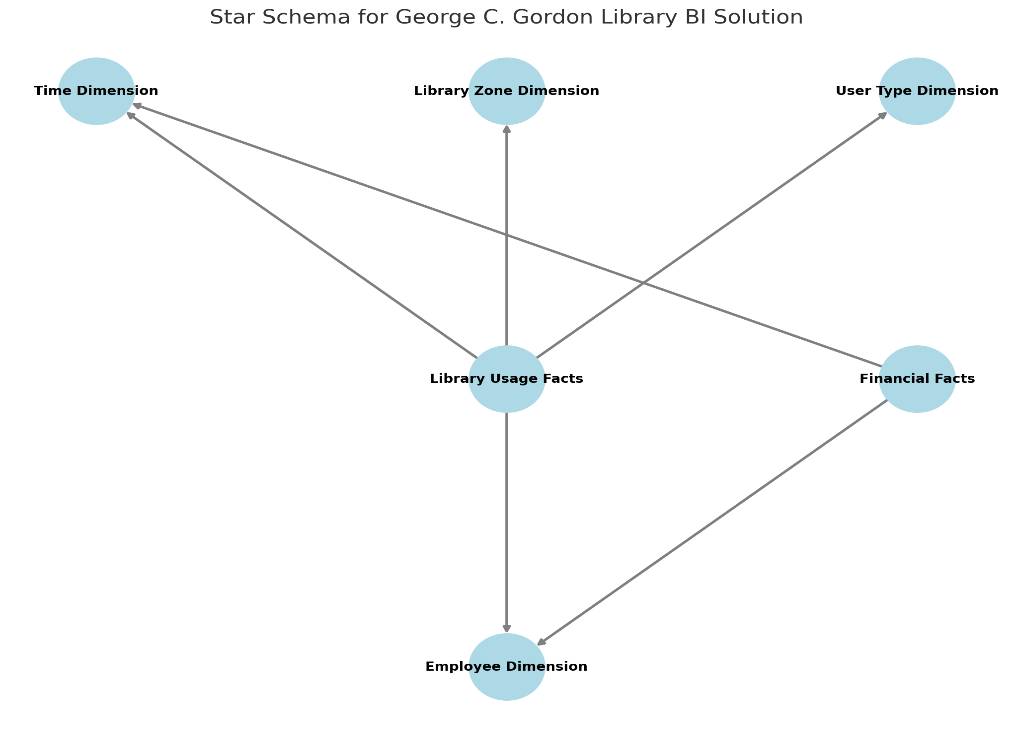 Star Schema for George C. Gordon Library BI Solution
Time Dimension
Library Zone Dimension
User Type Dimension
Library Usage Facts
Financial Facts
Employee Dimension